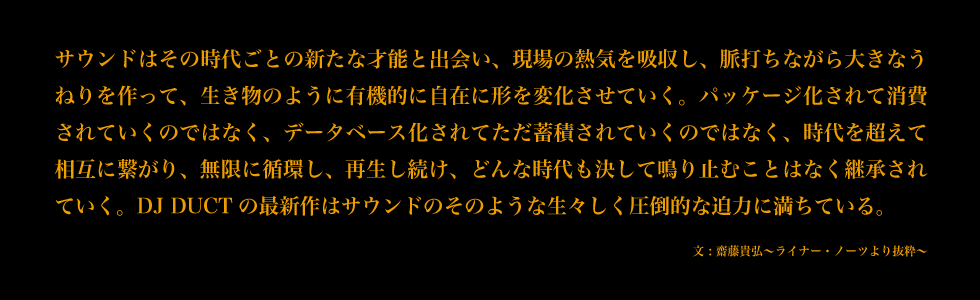 サウンドはその時代ごとの新たな才能と出会い、現場の熱気を吸収し、脈打ちながら大きなう
ねりを作って、生き物のように有機的に自在に形を変化させていく。パッケージ化されて消費
されていくのではなく、データベース化されてただ蓄積されていくのではなく、時代を超えて
相互に繋がり、無限に循環し、再生し続け、どんな時代も決して鳴り止むことはなく継承され
ていく。DJ DUCT の最新作はサウンドのそのような生々しく圧倒的な迫力に満ちている。
文：齋藤貴弘〜ライナー・ノーツより抜粋〜